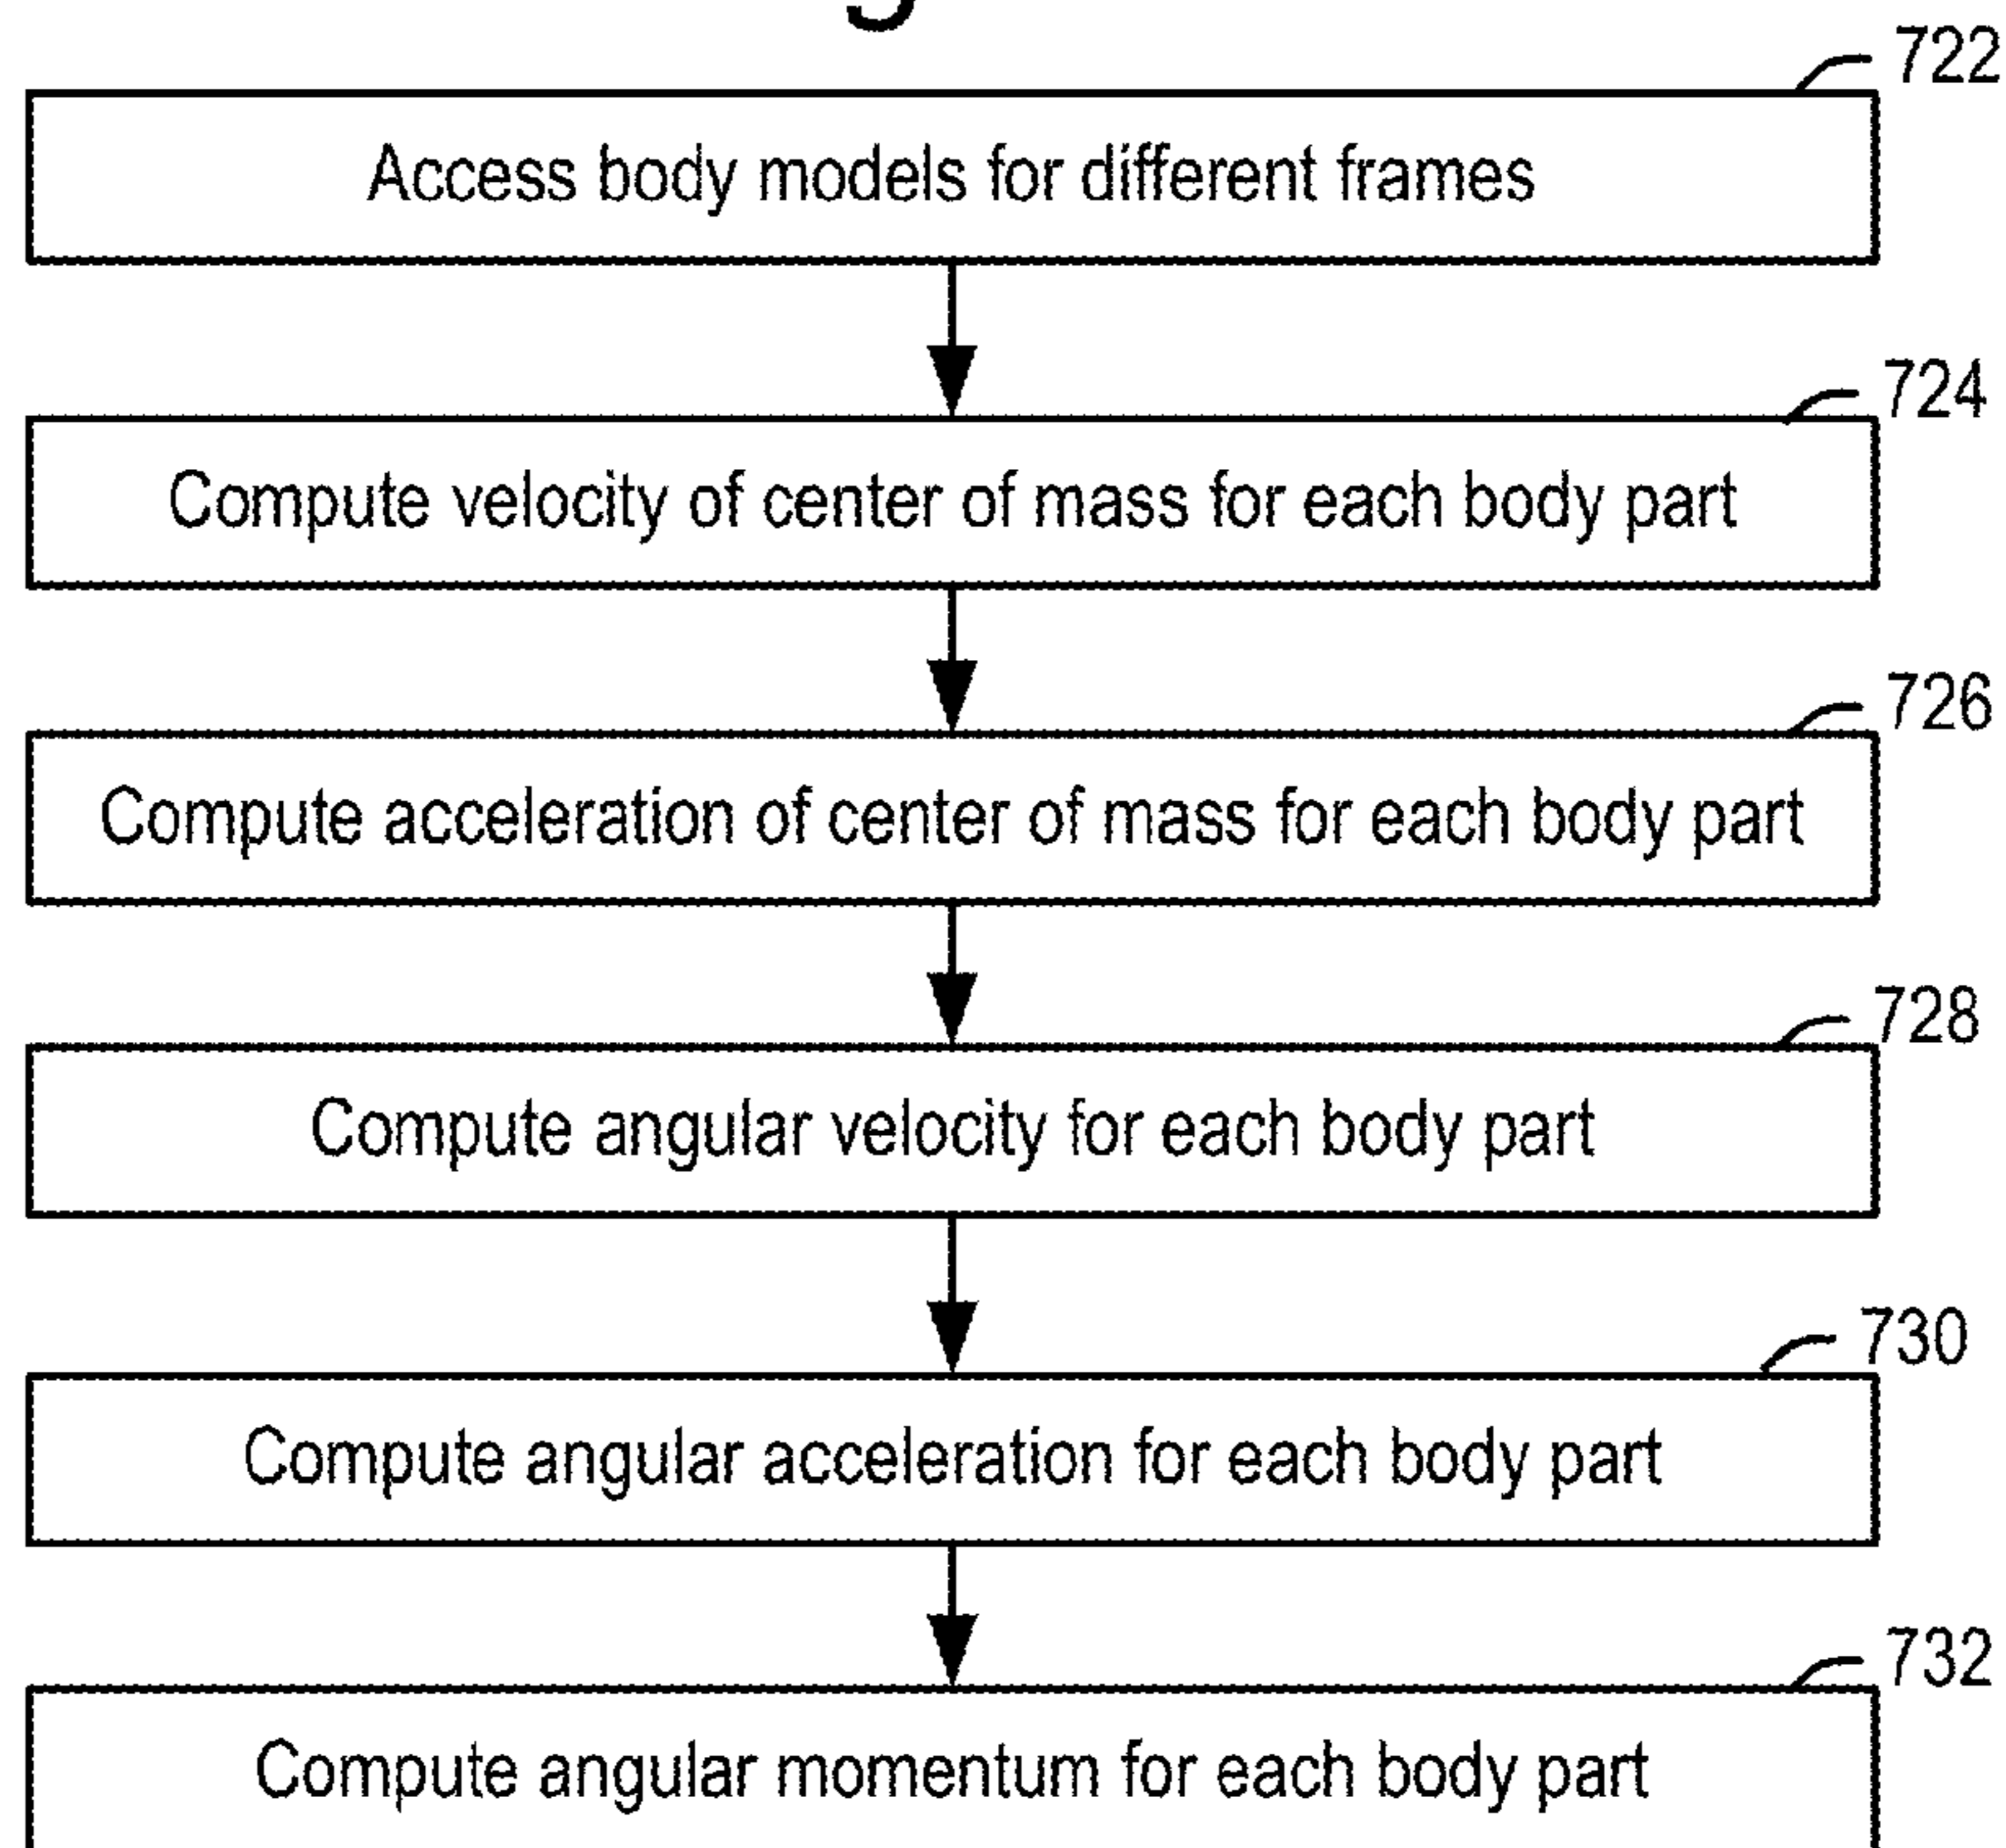 722
Access body models for different frames
724
Compute velocity of center of mass for each body part
726
Compute acceleration of center of mass for each body part
728
Compute angular velocity for each body part
730
Compute angular acceleration for each body part
732
Compute angular momentum for each body part